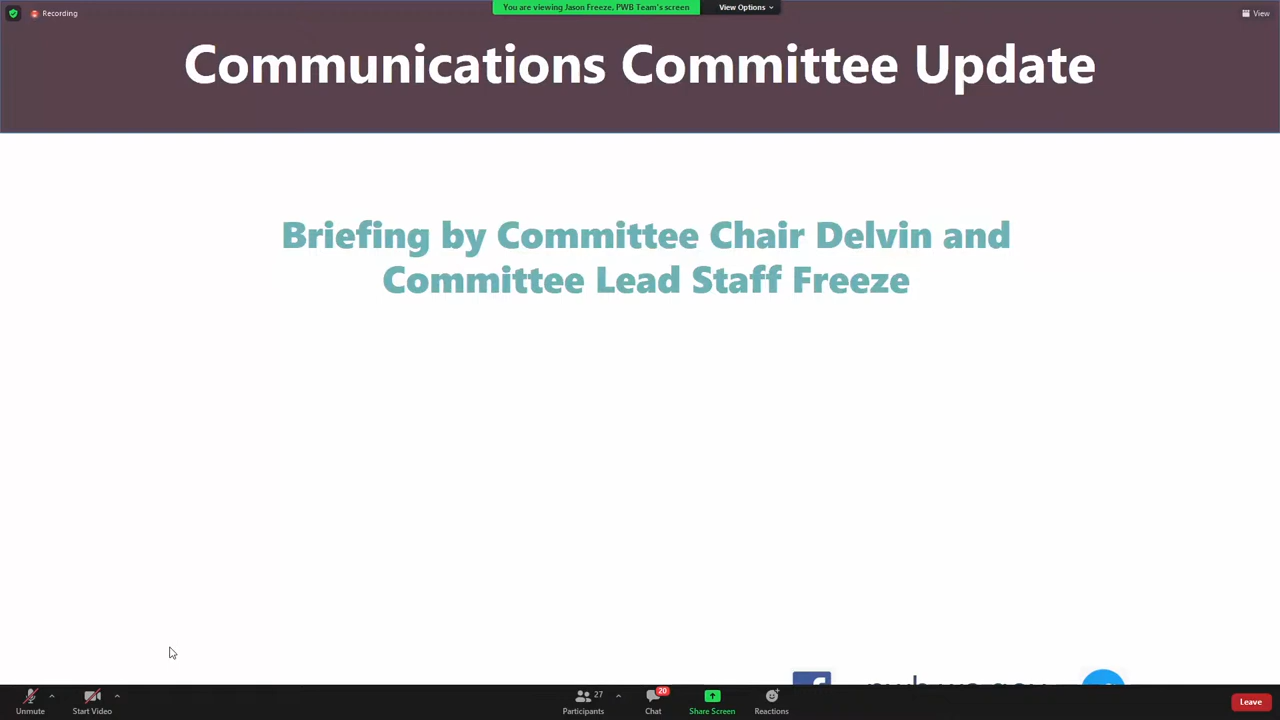 Recording
You are viewing Jason Freeze, PWB Team's screen
View Options
View
Communications Committee Update
Briefing by Committee Chair Delvin and
Committee Lead Staff Freeze
Unmute
Start Video
27
Participants
20
Chat
Share Screen
Reactions
Leave